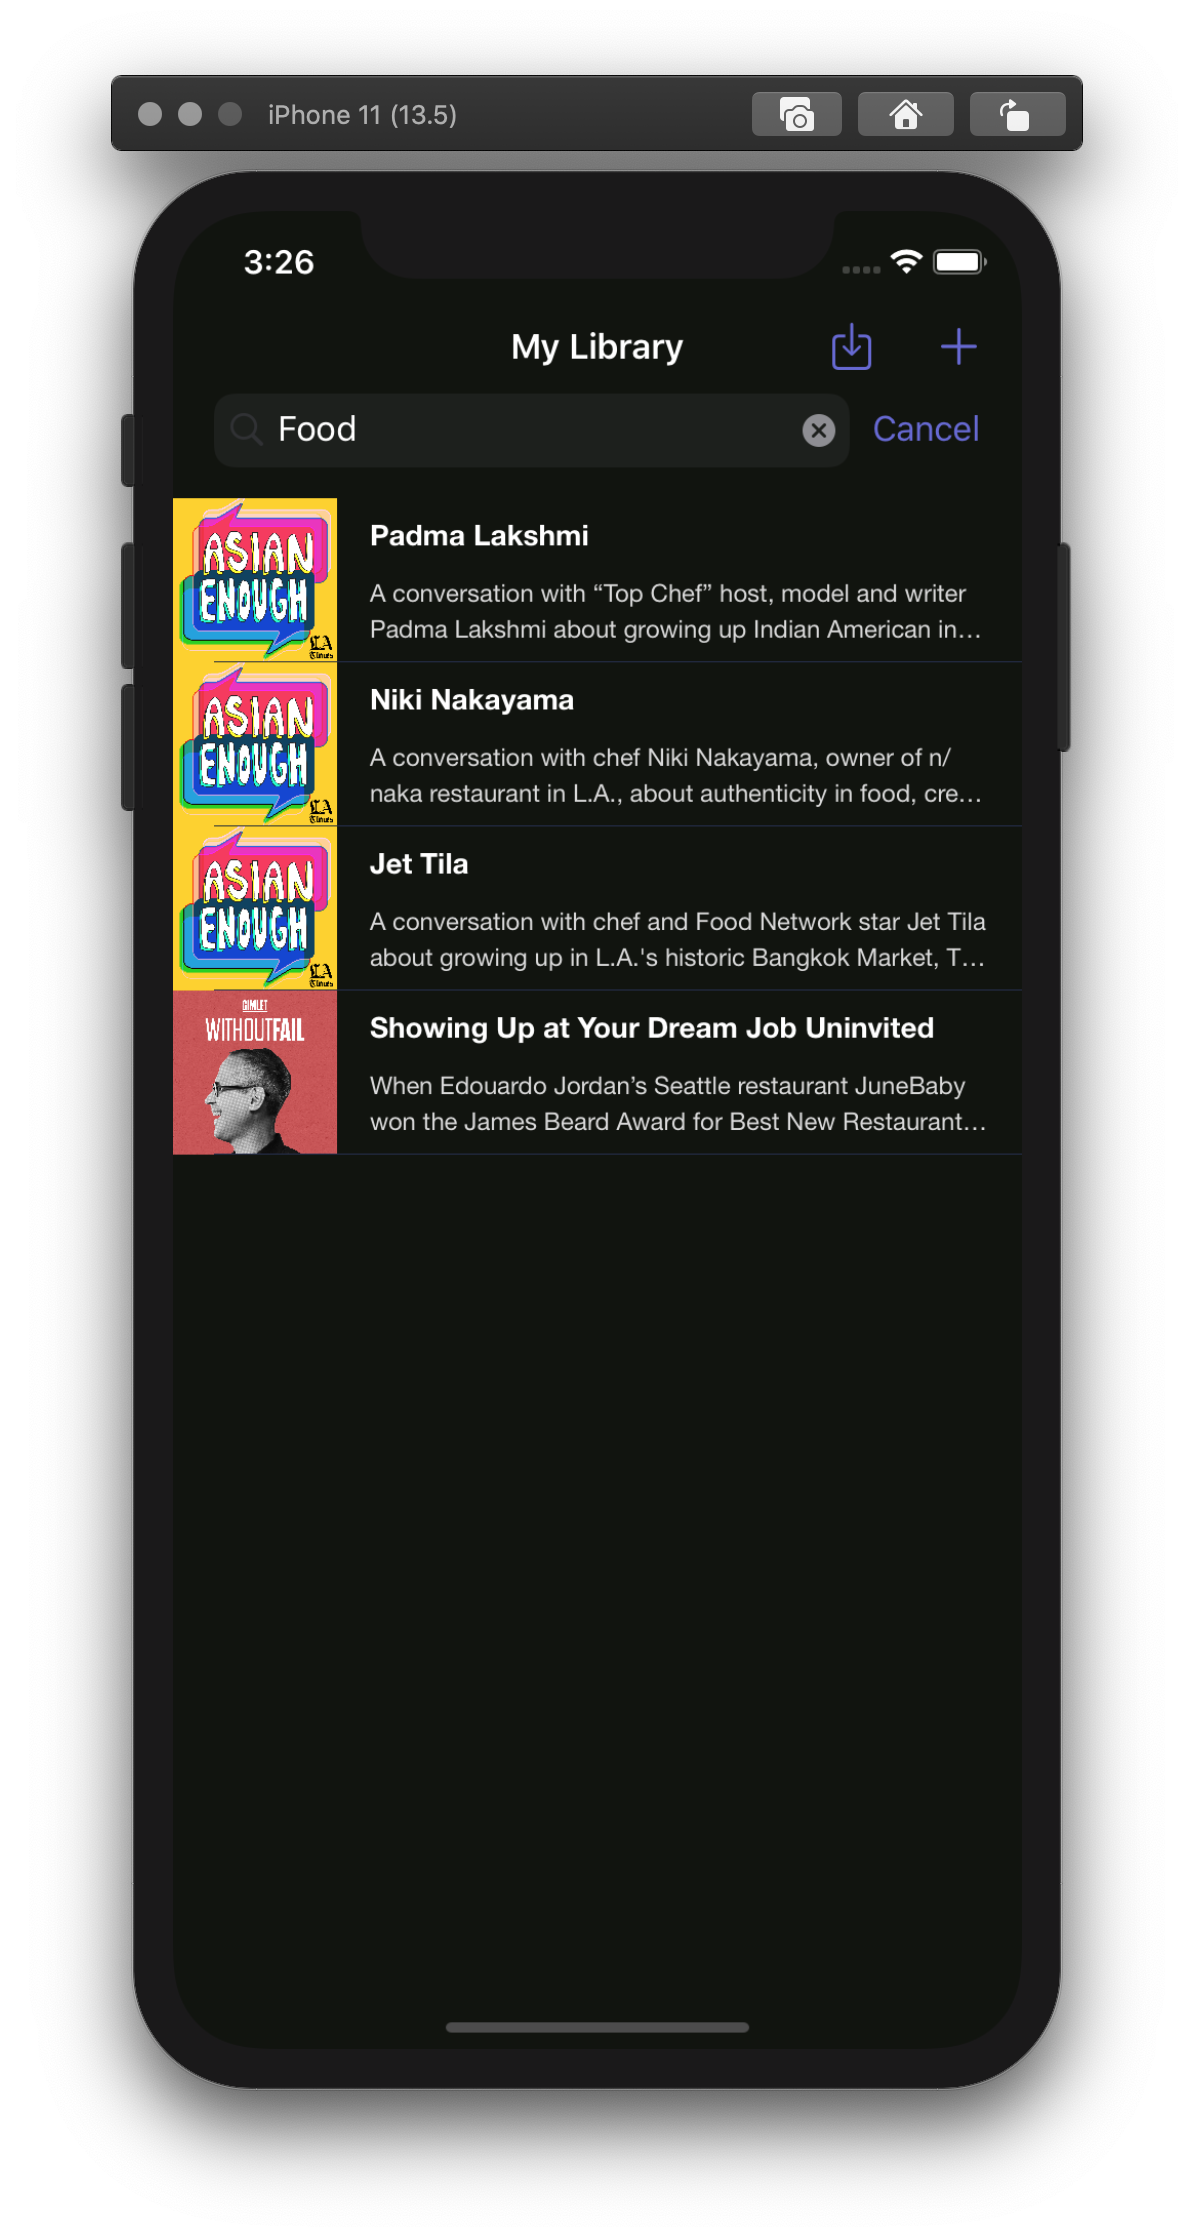 iPhone 11 (13.5)
3:26
My Library
Food
Cancel
ASIAN
ENOUGH
LA
Times
Padma Lakshmi
A conversation with “Top Chef” host, model and writer
Padma Lakshmi about growing up Indian American in…
ASIAN
ENOUGH
LA
Times
Niki Nakayama
A conversation with chef Niki Nakayama, owner of n/
naka restaurant in L.A., about authenticity in food, cre…
ASIAN
ENOUGH
LA
Times
Jet Tila
A conversation with chef and Food Network star Jet Tila
about growing up in L.A.'s historic Bangkok Market, T…
GIMLET
WITHOUTFAIL
Showing Up at Your Dream Job Uninvited
When Edouardo Jordan’s Seattle restaurant JuneBaby
won the James Beard Award for Best New Restaurant…